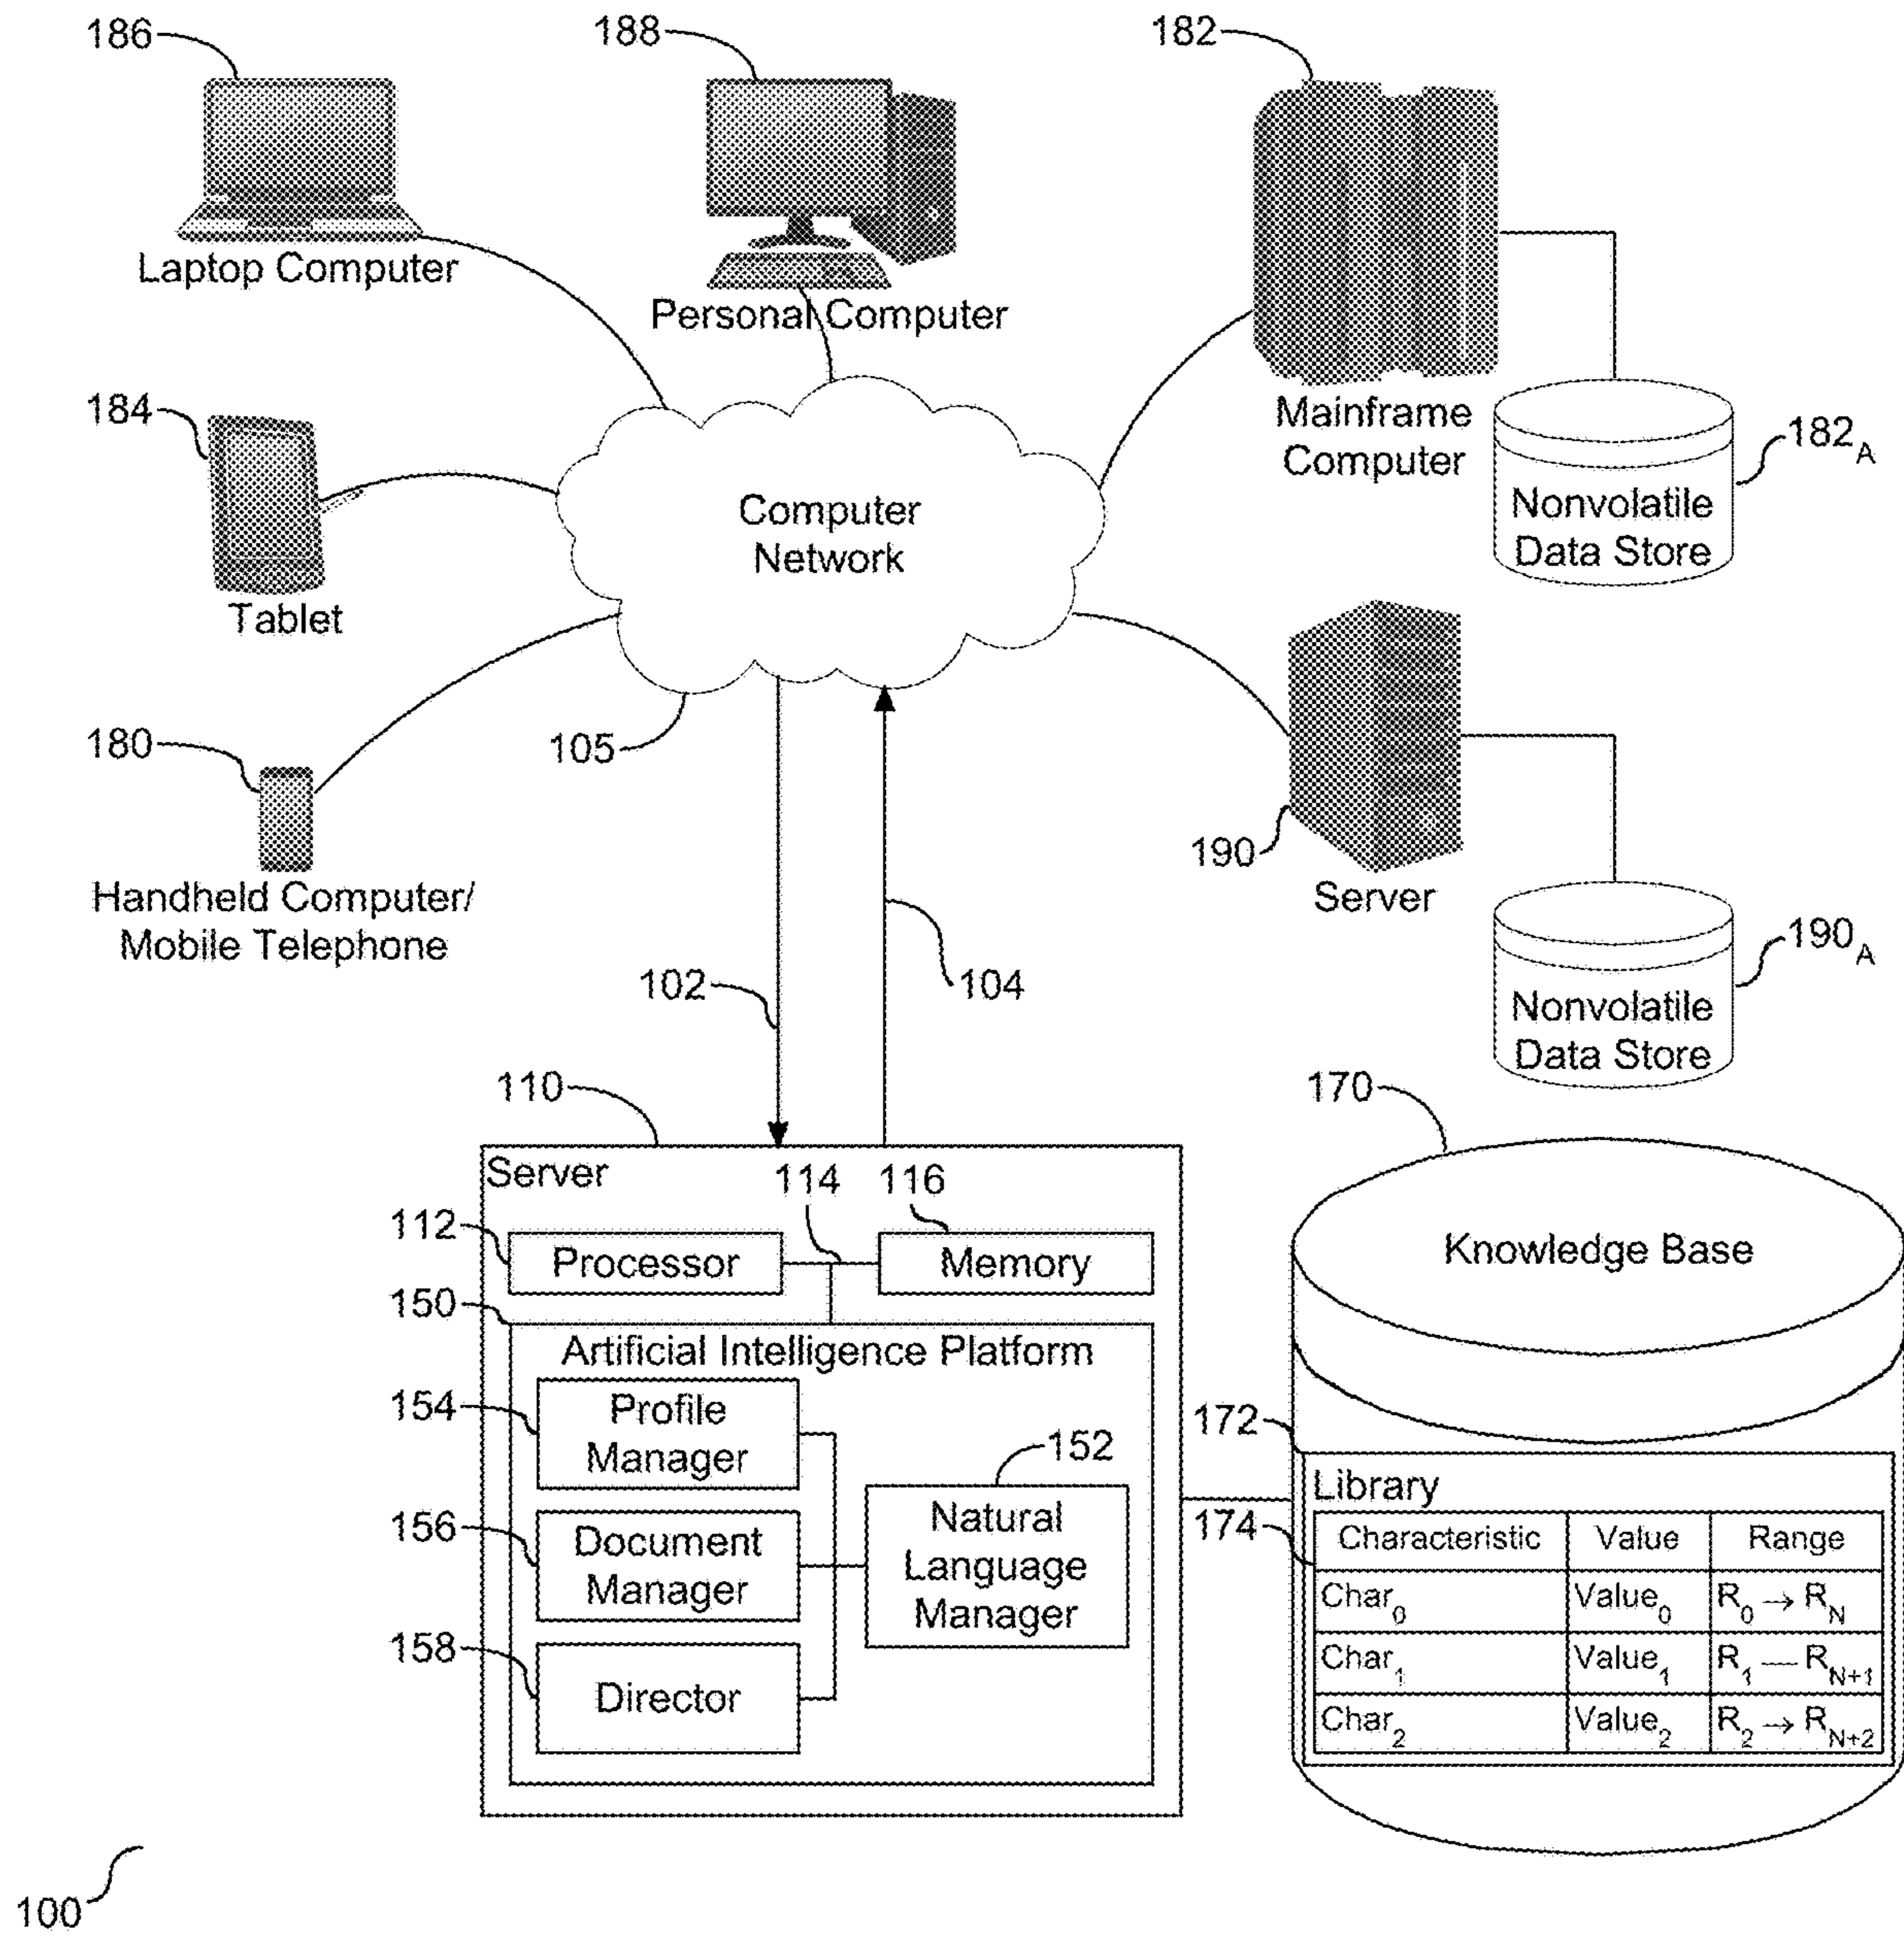 186
188
182
Laptop Computer
Personal Computer
Mainframe
Computer
182A
Nonvolatile
Data Store
184
Tablet
Computer
Network
180
105
Handheld Computer/
Mobile Telephone
190
Server
190A
Nonvolatile
Data Store
102
104
110
170
Server
114
116
112
Processor
Memory
Knowledge Base
150
Artificial Intelligence Platform
154
Profile
Manager
152
172
Library
156
Document
Manager
Natural
Language
Manager
174
Characteristic Value Range
Char0 Value0 R0 → RN
Char1 Value1 R1 — RN+1
Char2 Value2 R2 → RN+2
158
Director
100